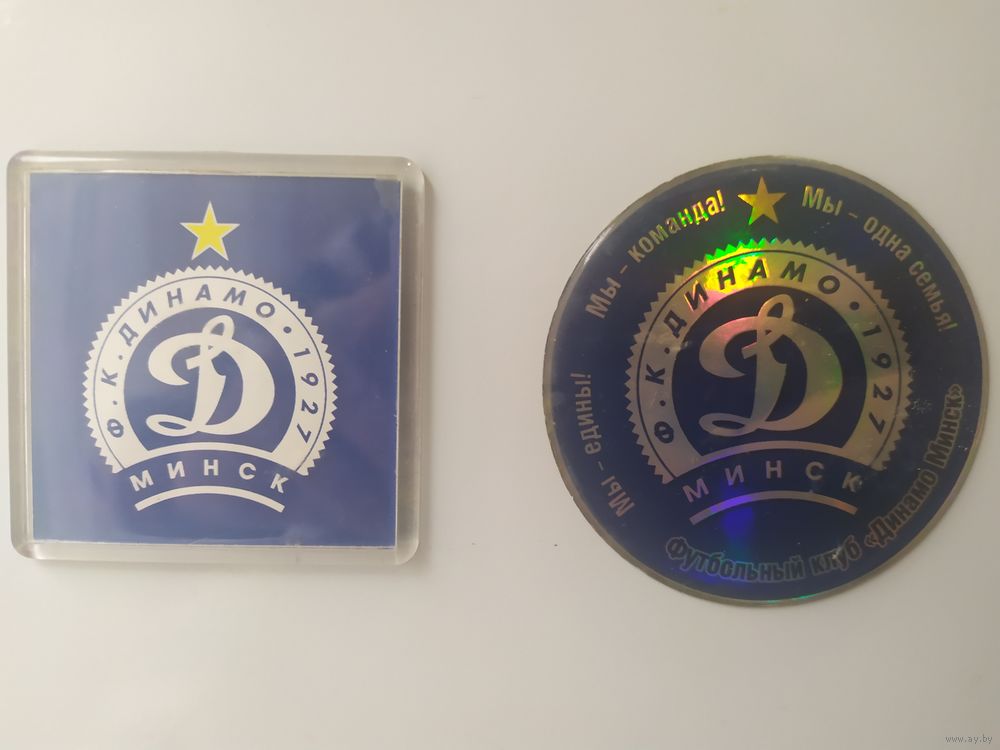 Ф.К.ДИНАМО•1927
МИНСК
Мы – едины!
Мы – команда!
Мы – одна семья!
Ф.К.ДИНАМО•1927
МИНСК
Футбольный клуб «Динамо Минск»
www.ay.by